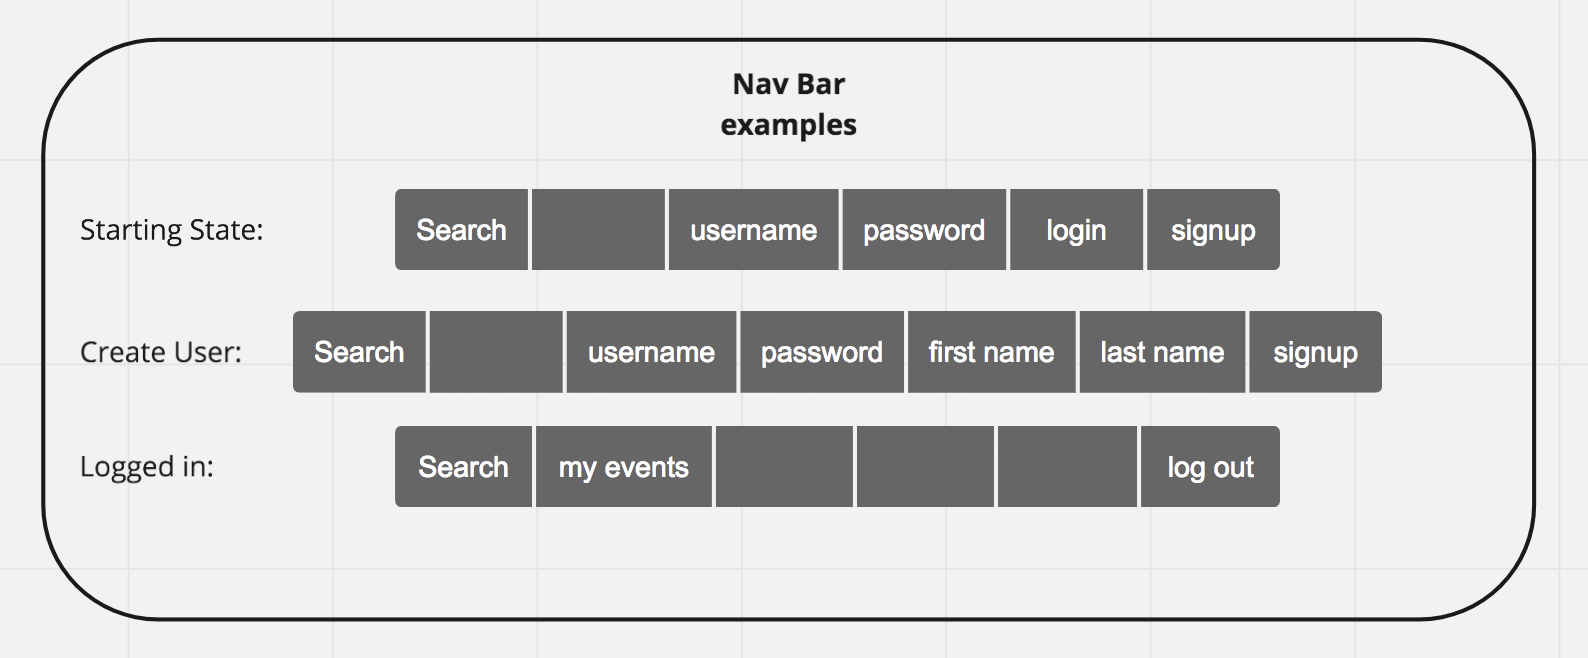 Nav Bar
examples
Starting State: Search username password login signup
Create User: Search username password first name last name signup
Logged in: Search my events log out